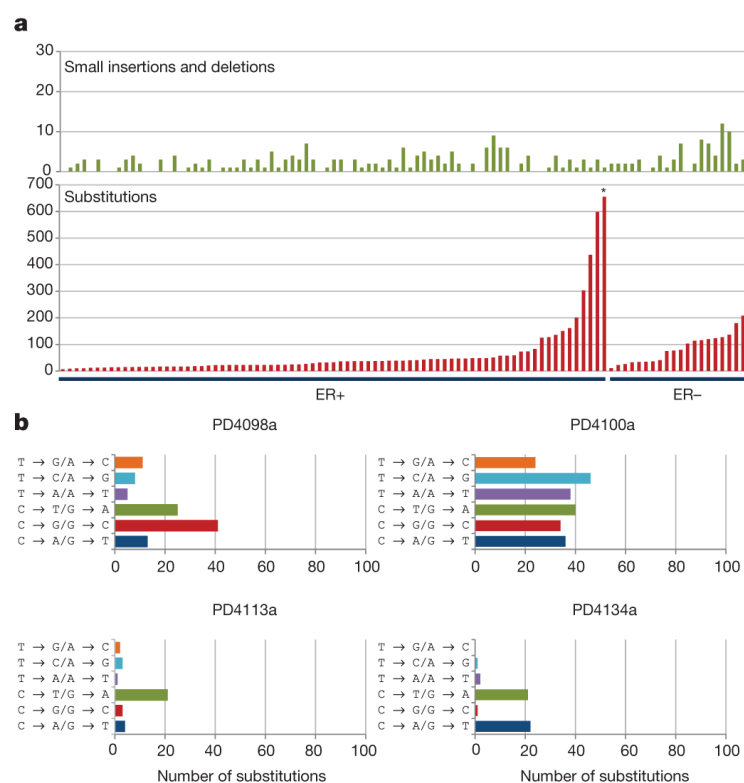 a
30
Small insertions and deletions
20
10
0
700
Substitutions
*
600
500
400
300
200
100
0
ER+ ER–
b
PD4098a PD4100a
T → G/A → C T → G/A → C
T → C/A → G T → C/A → G
T → A/A → T T → A/A → T
C → T/G → A C → T/G → A
C → G/G → C C → G/G → C
C → A/G → T C → A/G → T
0 20 40 60 80 100 0 20 40 60 80 100
PD4113a PD4134a
T → G/A → C T → G/A → C
T → C/A → G T → C/A → G
T → A/A → T T → A/A → T
C → T/G → A C → T/G → A
C → G/G → C C → G/G → C
C → A/G → T C → A/G → T
0 20 40 60 80 100 0 20 40 60 80 100
Number of substitutions Number of substitutions